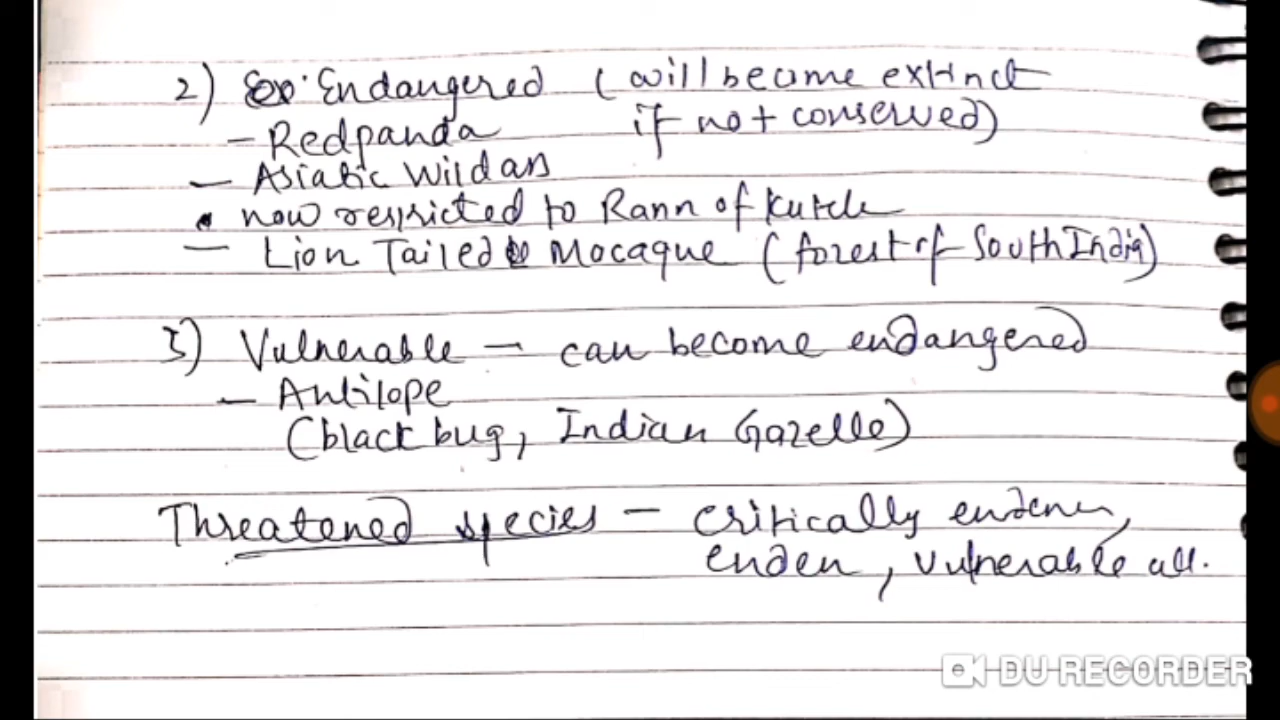 2) Endangered (will become extinct
if not conserved)
- Redpanda
- Asiatic Wild ass
• now restricted to Rann of Kutch
- Lion Tailed Mocaque (forest of South India)
3) Vulnerable - can become endangered
- Antilope
(black bug, Indian Gazelle)
Threatened species - critically enden,
enden, vulnerable all.
DU RECORDER